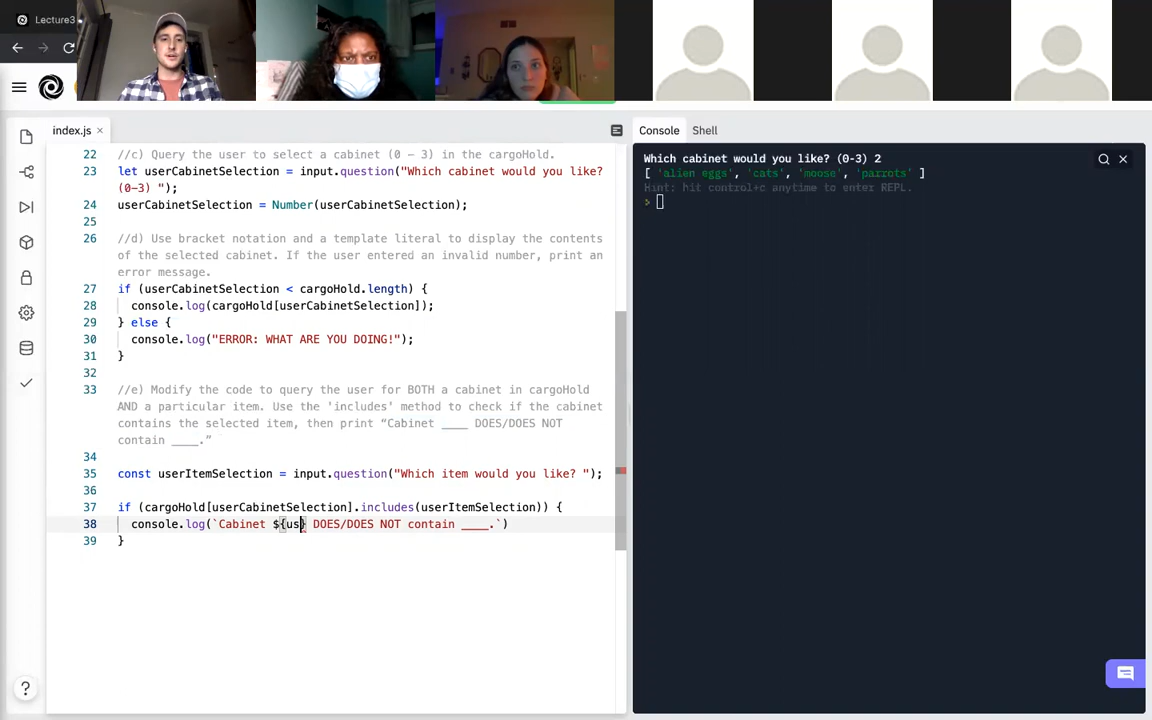 Lecture3
index.js ×
Console Shell
22 //c) Query the user to select a cabinet (0 – 3) in the cargoHold.
23 let userCabinetSelection = input.question("Which cabinet would you like?
(0-3) ");
24 userCabinetSelection = Number(userCabinetSelection);
25
26 //d) Use bracket notation and a template literal to display the contents
of the selected cabinet. If the user entered an invalid number, print an
error message.
27 if (userCabinetSelection < cargoHold.length) {
28 console.log(cargoHold[userCabinetSelection]);
29 } else {
30 console.log("ERROR: WHAT ARE YOU DOING!");
31 }
32
33 //e) Modify the code to query the user for BOTH a cabinet in cargoHold
AND a particular item. Use the 'includes' method to check if the cabinet
contains the selected item, then print “Cabinet ____ DOES/DOES NOT
contain ____.”
34
35 const userItemSelection = input.question("Which item would you like? ");
36
37 if (cargoHold[userCabinetSelection].includes(userItemSelection)) {
38 console.log(`Cabinet ${us} DOES/DOES NOT contain ____.`)
39 }
Which cabinet would you like? (0-3) 2
[ 'alien eggs', 'cats', 'moose', 'parrots' ]
Hint: hit control+c anytime to enter REPL.
>
?